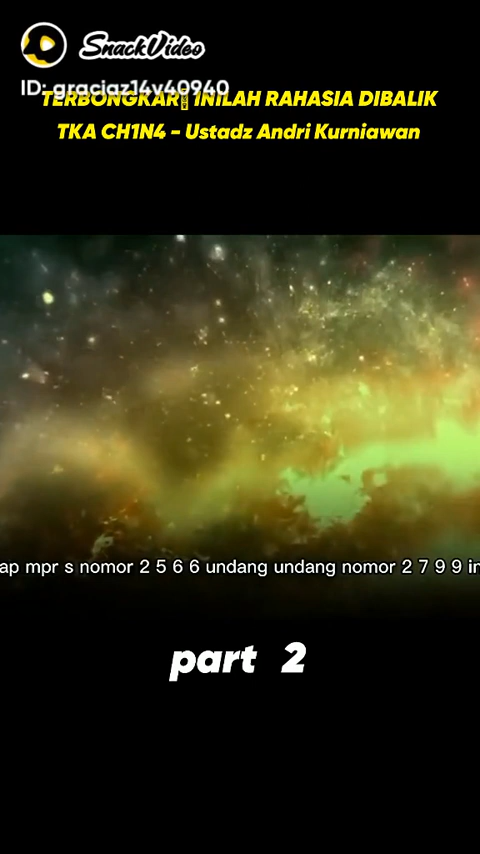 SnackVideo
ID: graciaz14v40940
TERBONGKAR INILAH RAHASIA DIBALIK
TKA CH1N4 - Ustadz Andri Kurniawan
ap mpr s nomor 2 5 6 6 undang undang nomor 2 7 9 9 in
part 2